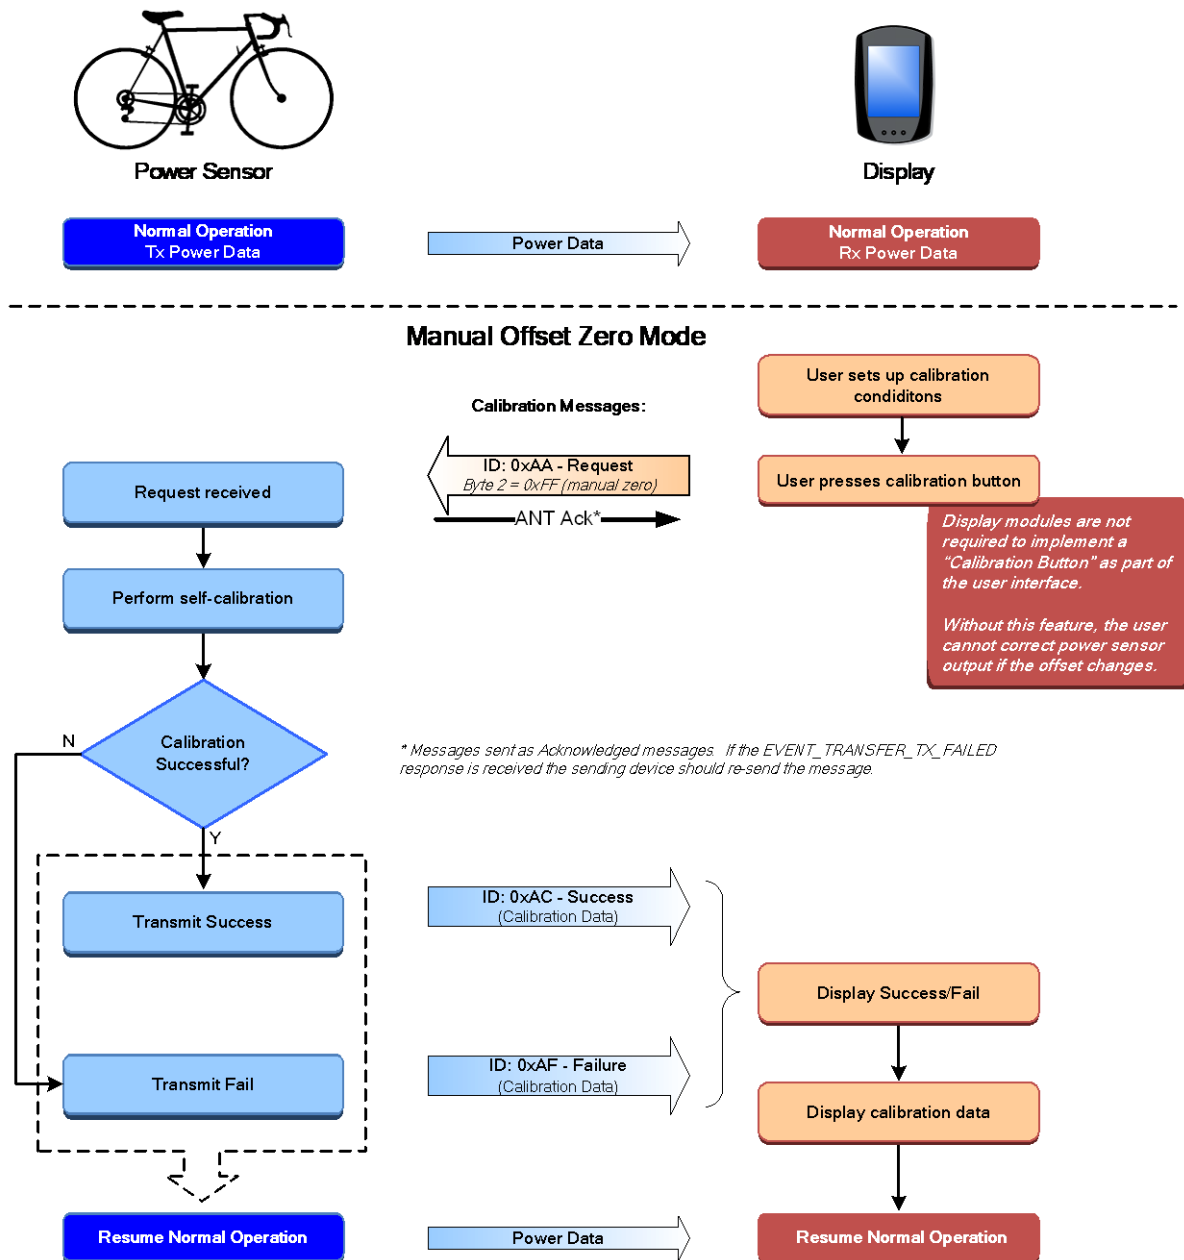 Power Sensor
Display
Normal Operation
Tx Power Data
Power Data
Normal Operation
Rx Power Data
Manual Offset Zero Mode
User sets up calibration
condiditons
Calibration Messages:
ID: 0xAA - Request
Byte 2 = 0xFF (manual zero)
ANT Ack*
Request received
User presses calibration button
Display modules are not
required to implement a
“Calibration Button” as part of
the user interface.
Without this feature, the user
cannot correct power sensor
output if the offset changes.
Perform self-calibration
N
Calibration
Successful?
Y
* Messages sent as Acknowledged messages. If the EVENT_TRANSFER_TX_FAILED
response is received the sending device should re-send the message.
Transmit Success
ID: 0xAC - Success
(Calibration Data)
Display Success/Fail
Transmit Fail
ID: 0xAF - Failure
(Calibration Data)
Display calibration data
Resume Normal Operation
Power Data
Resume Normal Operation